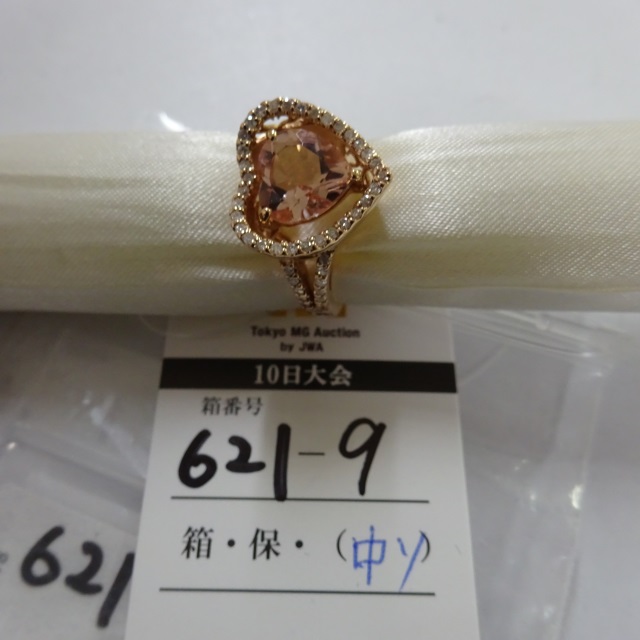 Tokyo MG Auction
by JWA
10日大会
箱番号
621-9
箱・保・(中ソ)
621